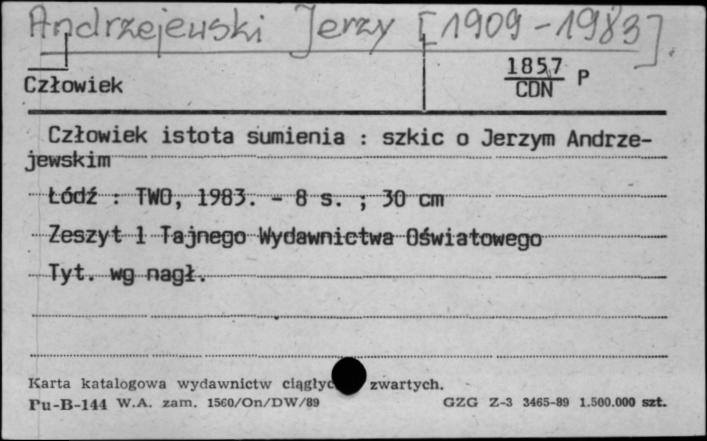 Andrzejewski Jerzy [1909-1983].
Człowiek
1857 P
CDN
Człowiek istota sumienia : szkic o Jerzym Andrze-
jewskim
Łódź : TWO, 1983. - 8 s. ; 30 cm
Zeszyt 1 Tajnego Wydawnictwa Oświatowego
Tyt. wg nagł.
Karta katalogowa wydawnictw zwartych.
Pu-B-144 W.A. zam. 1560/On/DW/89 GZG Z-3 3465-89 1.500.000 szt.